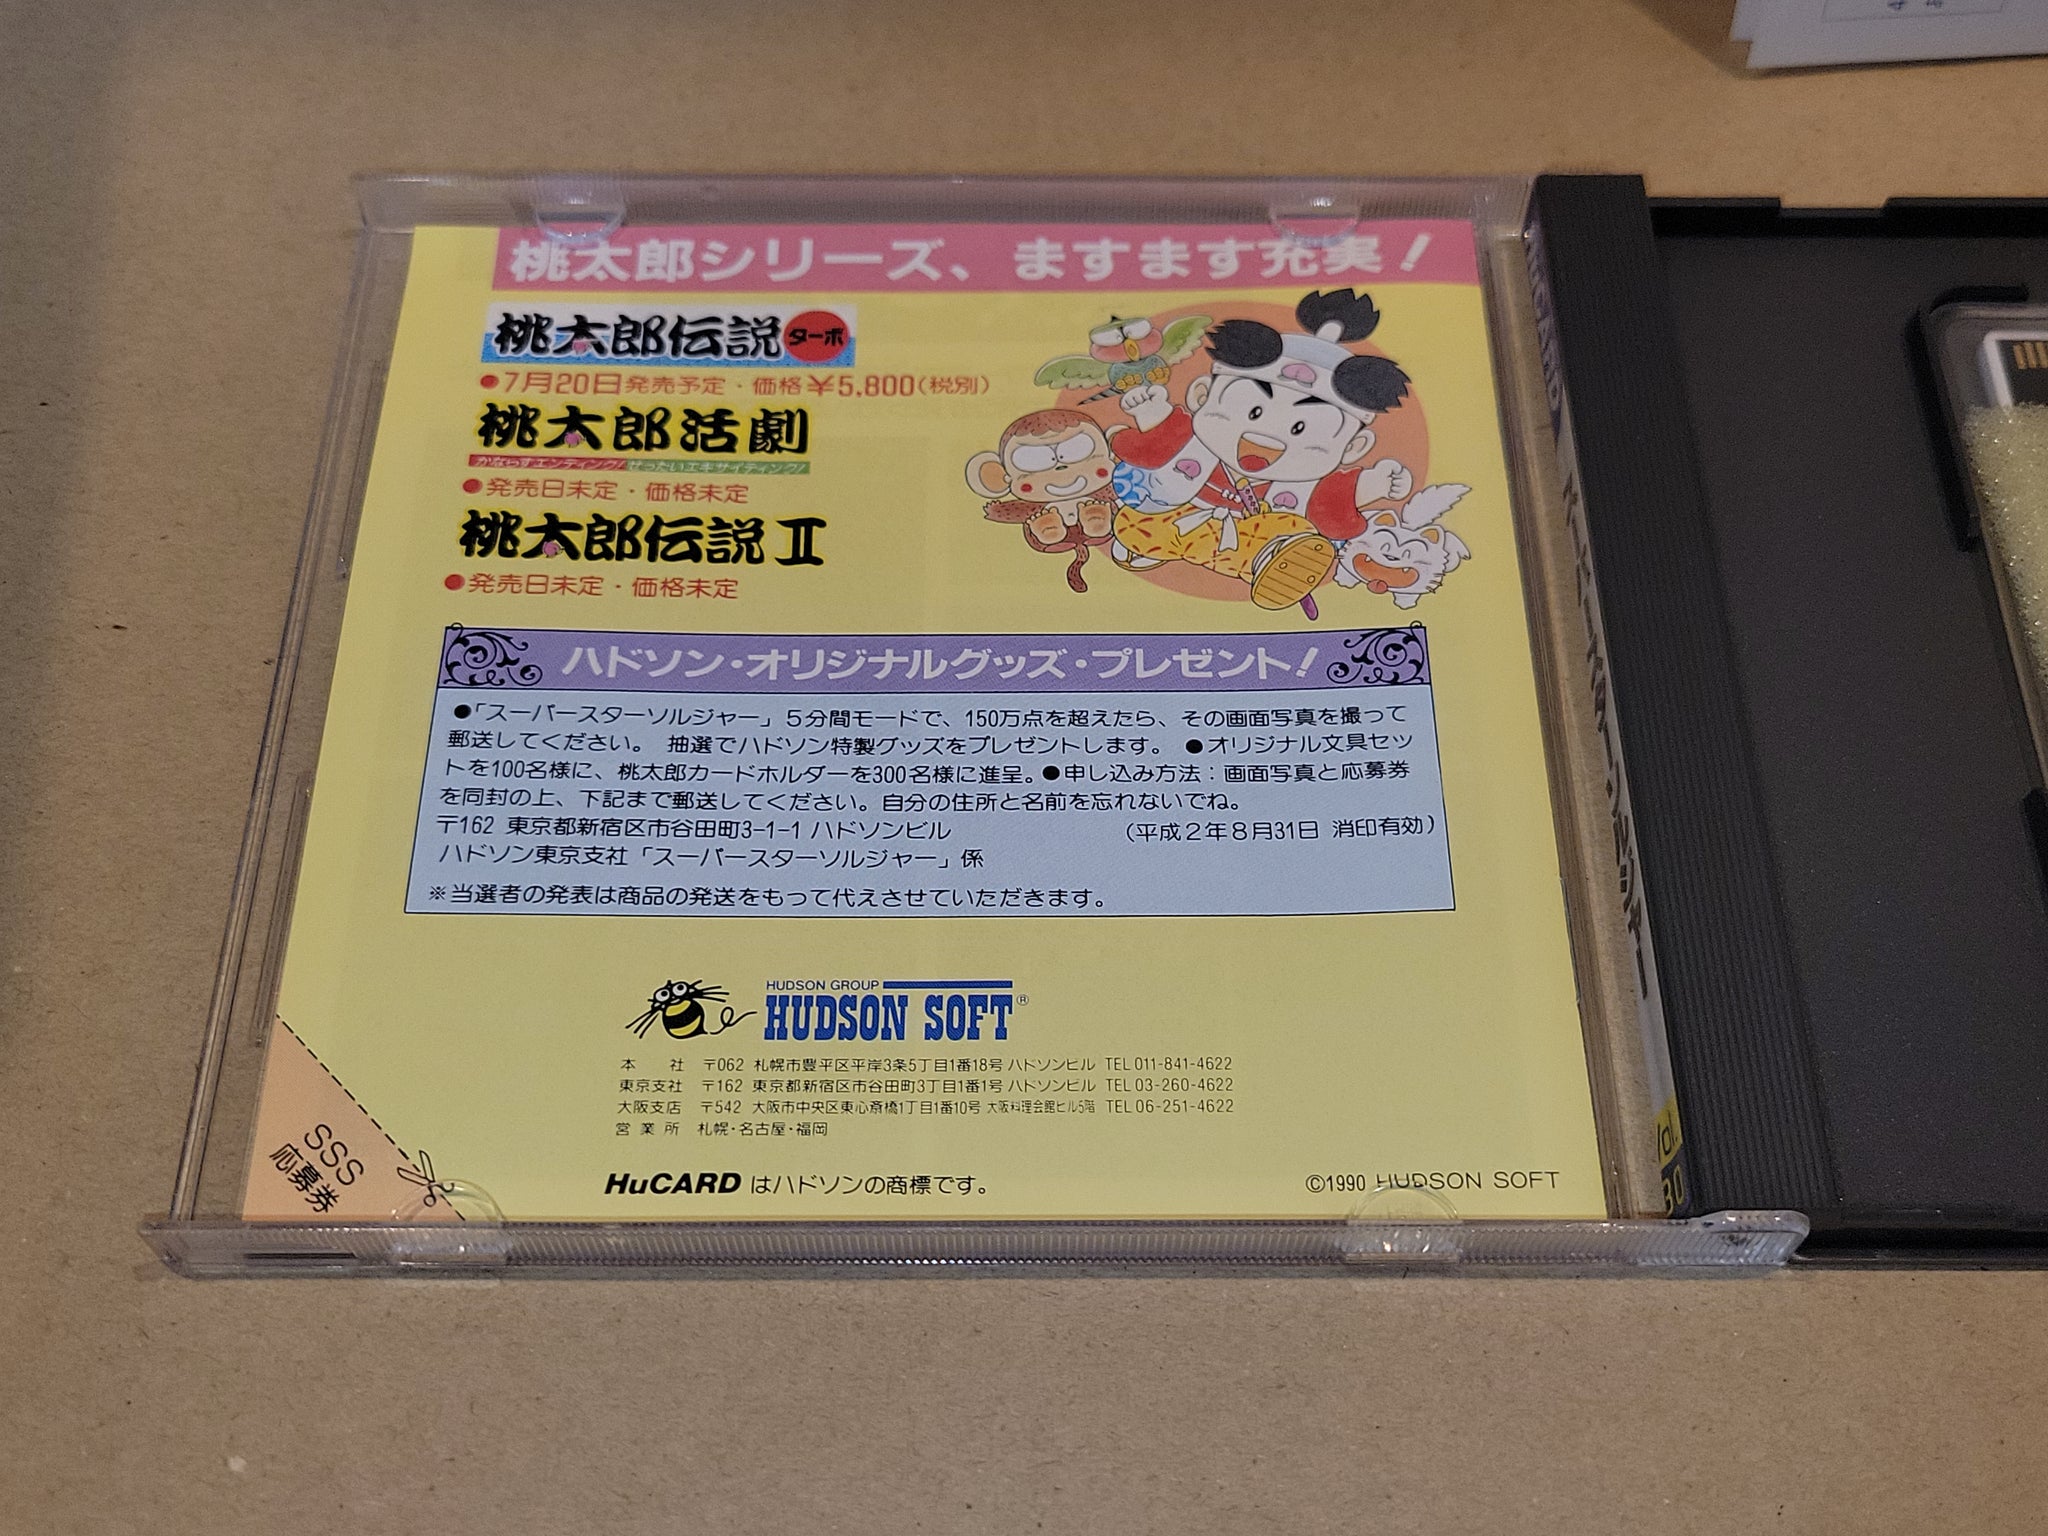 桃太郎シリーズ、ますます充実！
桃太郎伝説ターボ
●7月20日発売予定・価格¥5,800(税別)
桃太郎活劇
かならずエンディング！ぜったいエキサイティング！
●発売日未定・価格未定
桃太郎伝説Ⅱ
●発売日未定・価格未定
ハドソン・オリジナルグッズ・プレゼント！
●「スーパースターソルジャー」5分間モードで、150万点を超えたら、その画面写真を撮って
郵送してください。 抽選でハドソン特製グッズをプレゼントします。 ●オリジナル文具セッ
トを100名様に、桃太郎カードホルダーを300名様に進呈。●申し込み方法：画面写真と応募券
を同封の上、下記まで郵送してください。自分の住所と名前を忘れないでね。
〒162 東京都新宿区市谷田町3-1-1 ハドソンビル (平成2年8月31日 消印有効)
ハドソン東京支社「スーパースターソルジャー」係
※当選者の発表は商品の発送をもって代えさせていただきます。
HUDSON GROUP
HUDSON SOFT®
本 社 〒062 札幌市豊平区平岸3条5丁目1番18号 ハドソンビル TEL 011-841-4622
東京支社 〒162 東京都新宿区市谷田町3丁目1番1号 ハドソンビル TEL 03-260-4622
大阪支店 〒542 大阪市中央区東心斎橋1丁目1番10号 大阪料理会館ビル5階 TEL 06-251-4622
営業所 札幌・名古屋・福岡
SSS
応募券
HuCARD はハドソンの商標です。
©1990 HUDSON SOFT
HuCARD
スーパースターソルジャー
Vol.
30